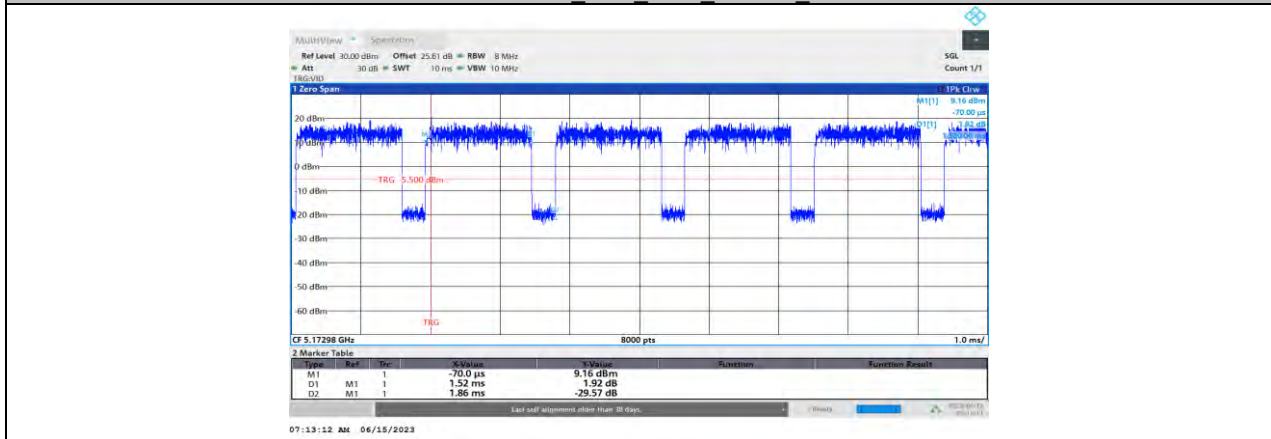 MultiView Spectrum
Ref Level 30.00 dBm Offset 25.61 dB RBW 8 MHz SGL
Att 30 dB SWT 10 ms VBW 10 MHz Count 1/1
TRG:VID
1 Zero Span 1Pk Clrw
M1[1] 9.16 dBm
-70.00 µs
20 dBm D1[1] 1.92 dB
10 dBm
0 dBm
TRG 5.500 dBm
-10 dBm
-20 dBm
-30 dBm
-40 dBm
-50 dBm
-60 dBm
TRG
CF 5.17298 GHz 8000 pts 1.0 ms/
2 Marker Table
Type Ref Trc X-Value Y-Value Function Function Result
M1 1 -70.0 µs 9.16 dBm
D1 M1 1 1.52 ms 1.92 dB
D2 M1 1 1.86 ms -29.57 dB
Last self alignment older than 30 days. Ready
07:13:12 AM 06/15/2023